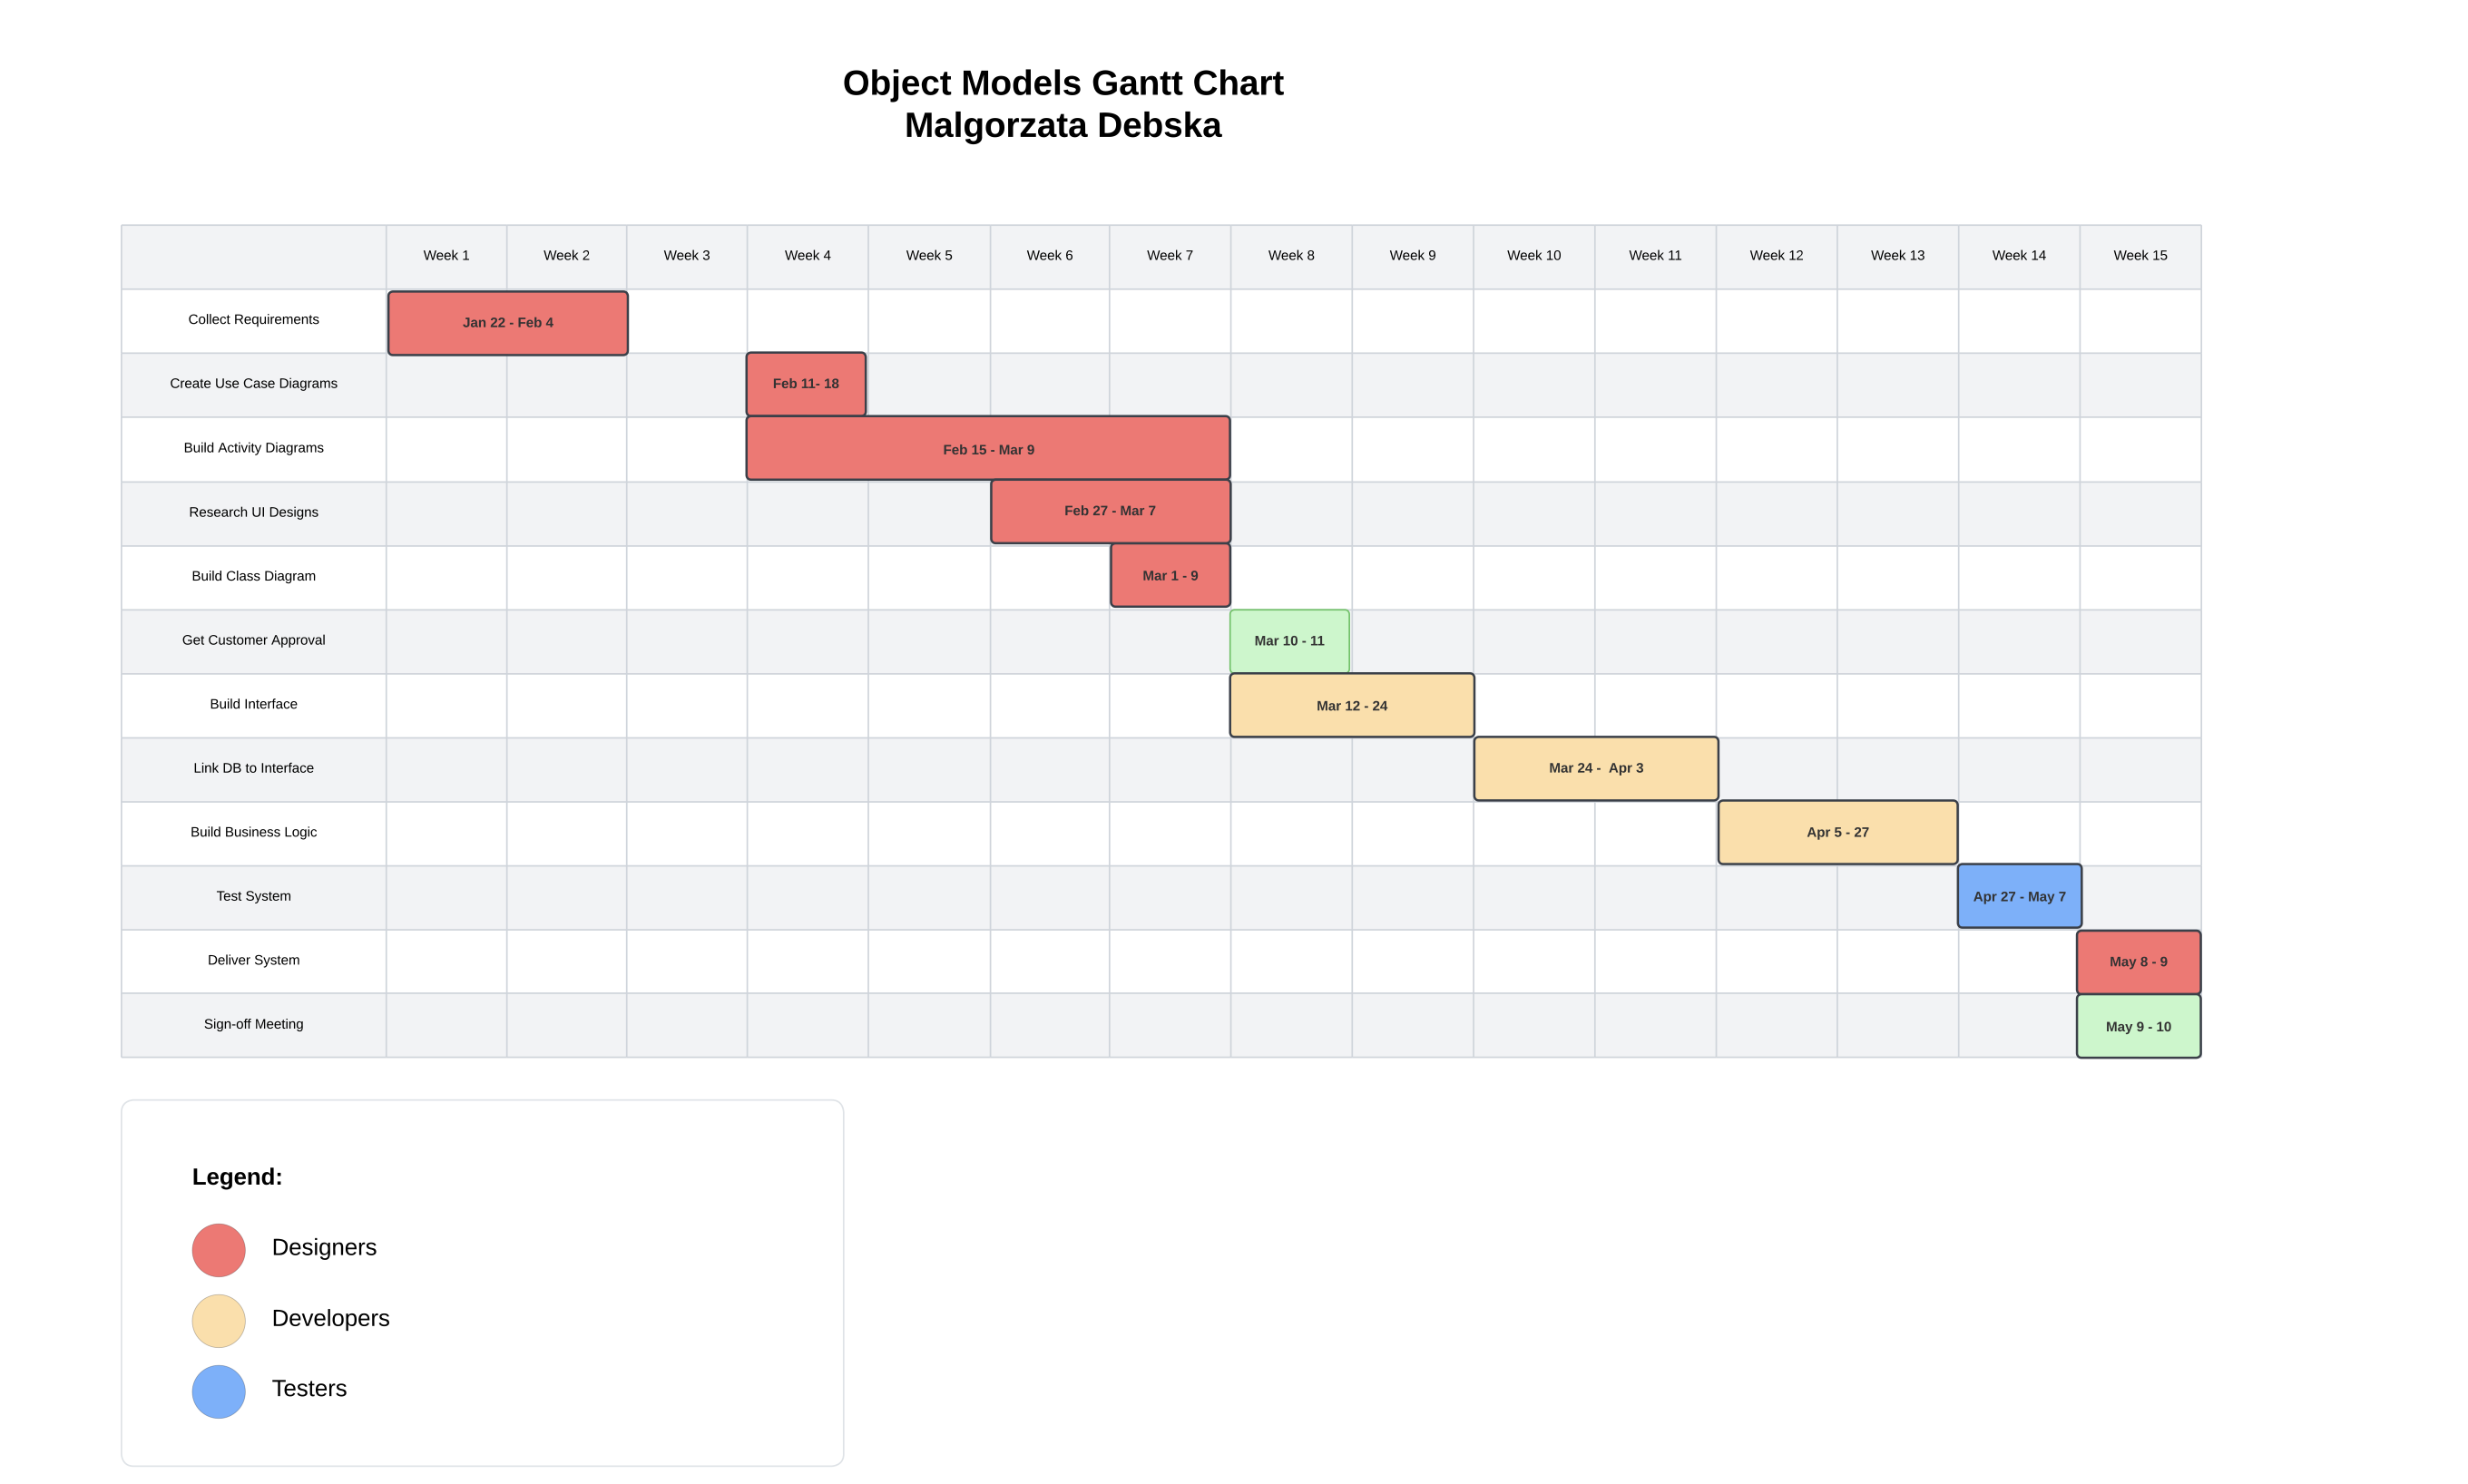 Object Models Gantt Chart
Malgorzata Debska
Week 1 Week 2 Week 3 Week 4 Week 5 Week 6 Week 7 Week 8 Week 9 Week 10 Week 11 Week 12 Week 13 Week 14 Week 15
Collect Requirements Jan 22 - Feb 4
Create Use Case Diagrams Feb 11- 18
Build Activity Diagrams Feb 15 - Mar 9
Research UI Designs Feb 27 - Mar 7
Build Class Diagram Mar 1 - 9
Get Customer Approval Mar 10 - 11
Build Interface Mar 12 - 24
Link DB to Interface Mar 24 -  Apr 3
Build Business Logic Apr 5 - 27
Test System Apr 27 - May 7
Deliver System May 8 - 9
Sign-off Meeting May 9 - 10
Legend:
Designers
Developers
Testers